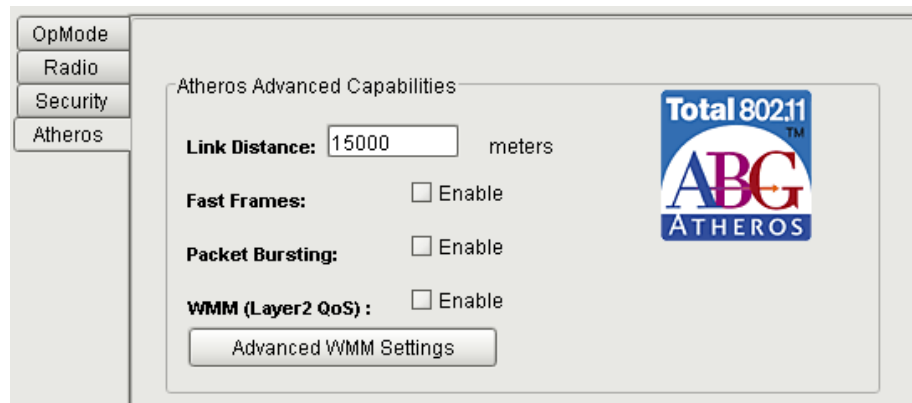 OpMode
Radio
Security
Atheros
Atheros Advanced Capabilities
Link Distance: 15000 meters
Fast Frames: Enable
Packet Bursting: Enable
WMM (Layer2 QoS) : Enable
Advanced WMM Settings
Total 802.11
TM
ABG
ATHEROS